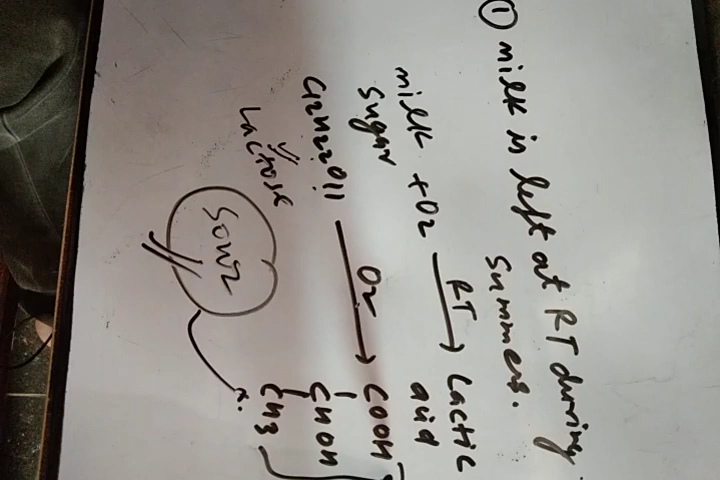 ① milk is left at RT during
Summers.
milk + O2 RT Lactic
Sugar acid
C12H22O11 O2 COOH
Lactose CHOH
CH3
Sour